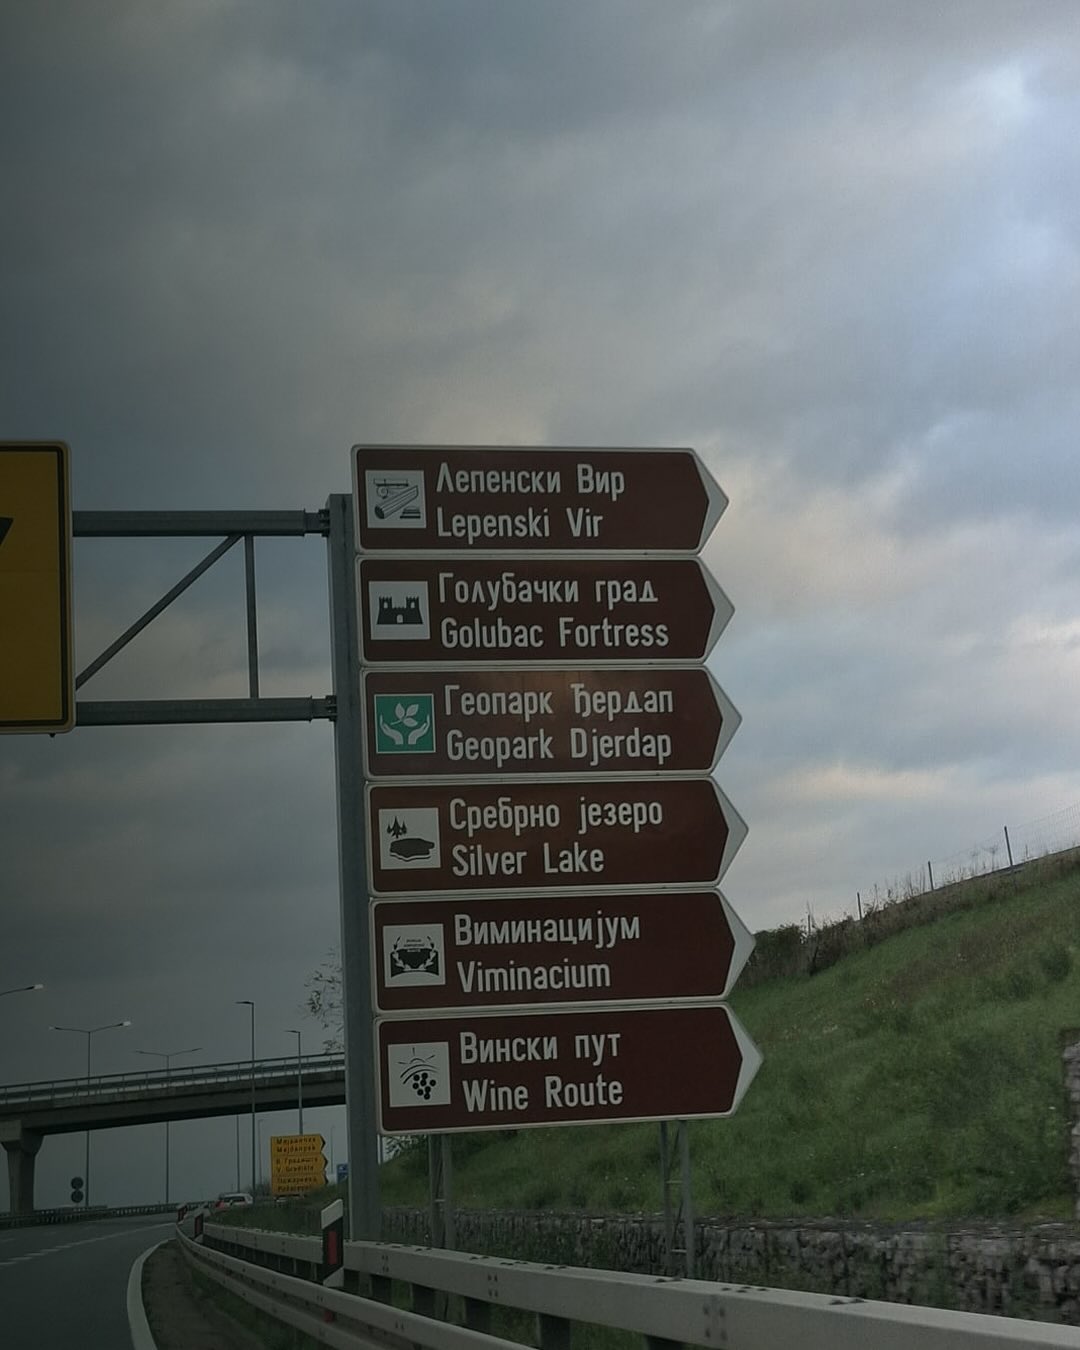 Лепенски Вир
Lepenski Vir
Голубачки град
Golubac Fortress
Геопарк Ђердап
Geopark Djerdap
Сребрно језеро
Silver Lake
Виминацијум
Viminacium
Вински пут
Wine Route
V. Gradište